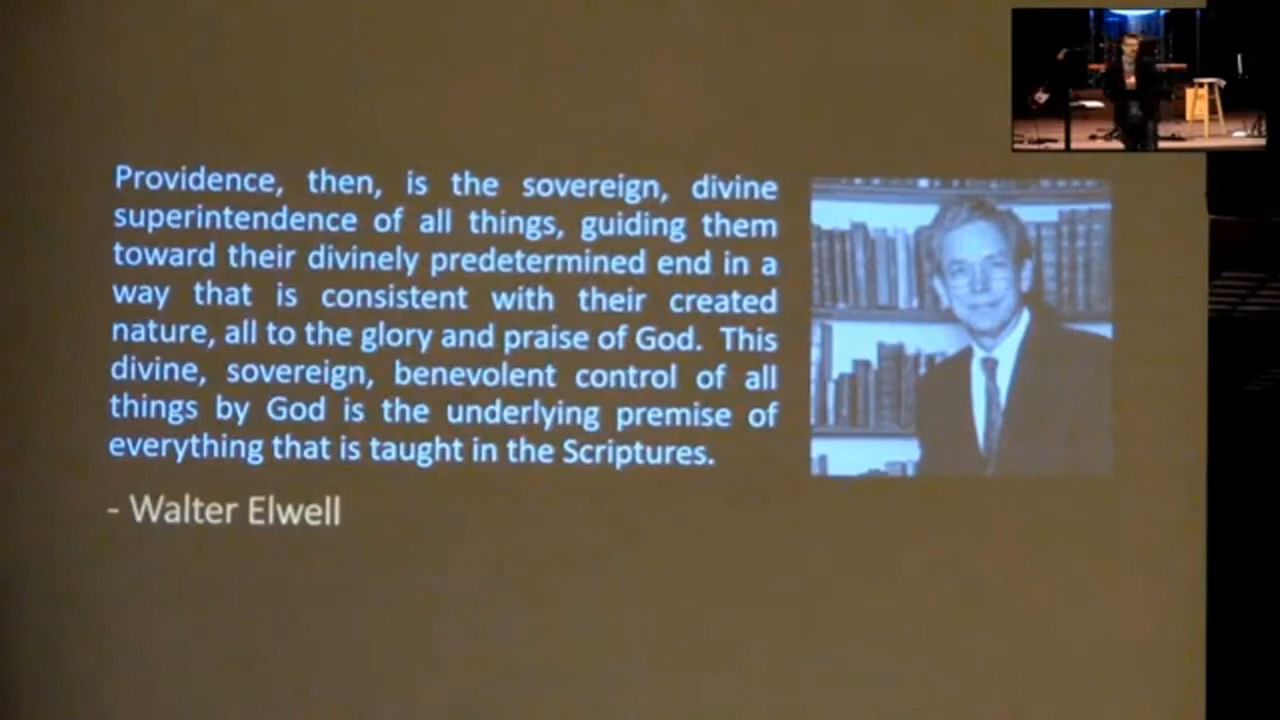 Providence, then, is the sovereign, divine
superintendence of all things, guiding them
toward their divinely predetermined end in a
way that is consistent with their created
nature, all to the glory and praise of God.  This
divine, sovereign, benevolent control of all
things by God is the underlying premise of
everything that is taught in the Scriptures.
- Walter Elwell